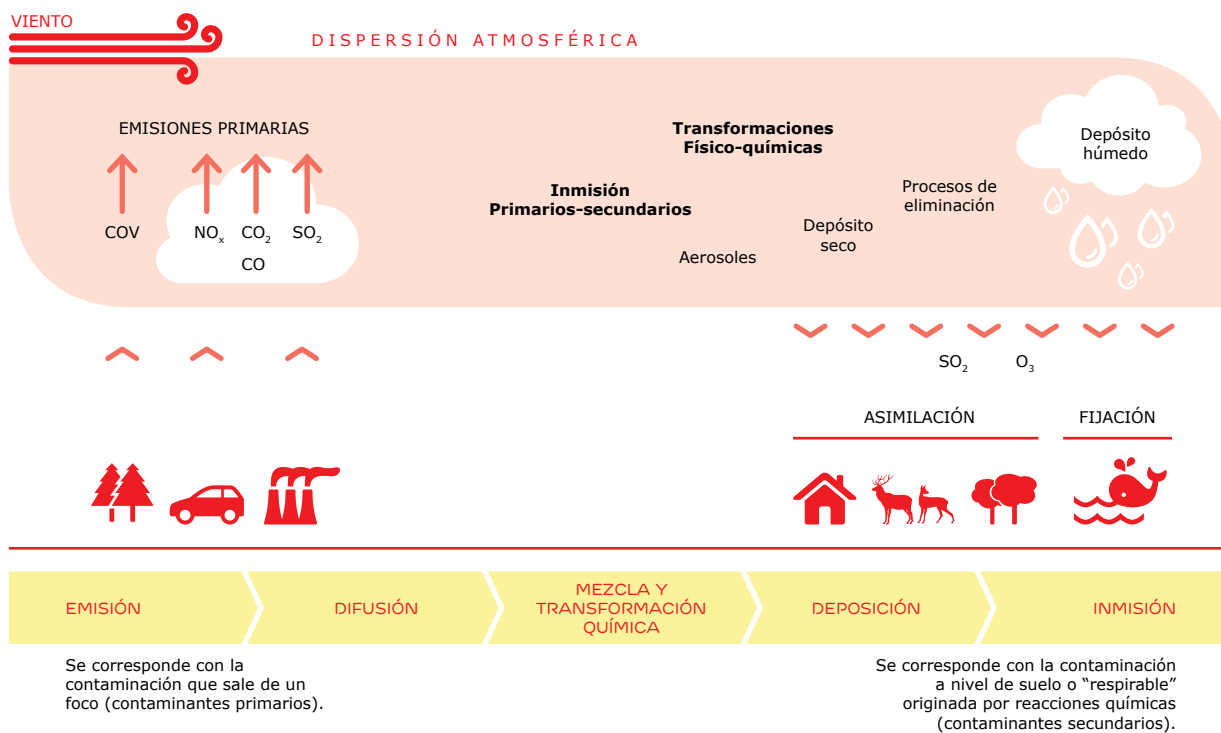 VIENTO
DISPERSIÓN ATMOSFÉRICA
EMISIONES PRIMARIAS
COV
NOₓ
CO₂
SO₂
CO
Inmisión
Primarios-secundarios
Transformaciones
Físico-químicas
Aerosoles
Depósito
seco
Procesos de
eliminación
Depósito
húmedo
SO₂
O₃
ASIMILACIÓN
FIJACIÓN
EMISIÓN
DIFUSIÓN
MEZCLA Y
TRANSFORMACIÓN
QUÍMICA
DEPOSICIÓN
INMISIÓN
Se corresponde con la
contaminación que sale de un
foco (contaminantes primarios).
Se corresponde con la contaminación
a nivel de suelo o “respirable”
originada por reacciones químicas
(contaminantes secundarios).